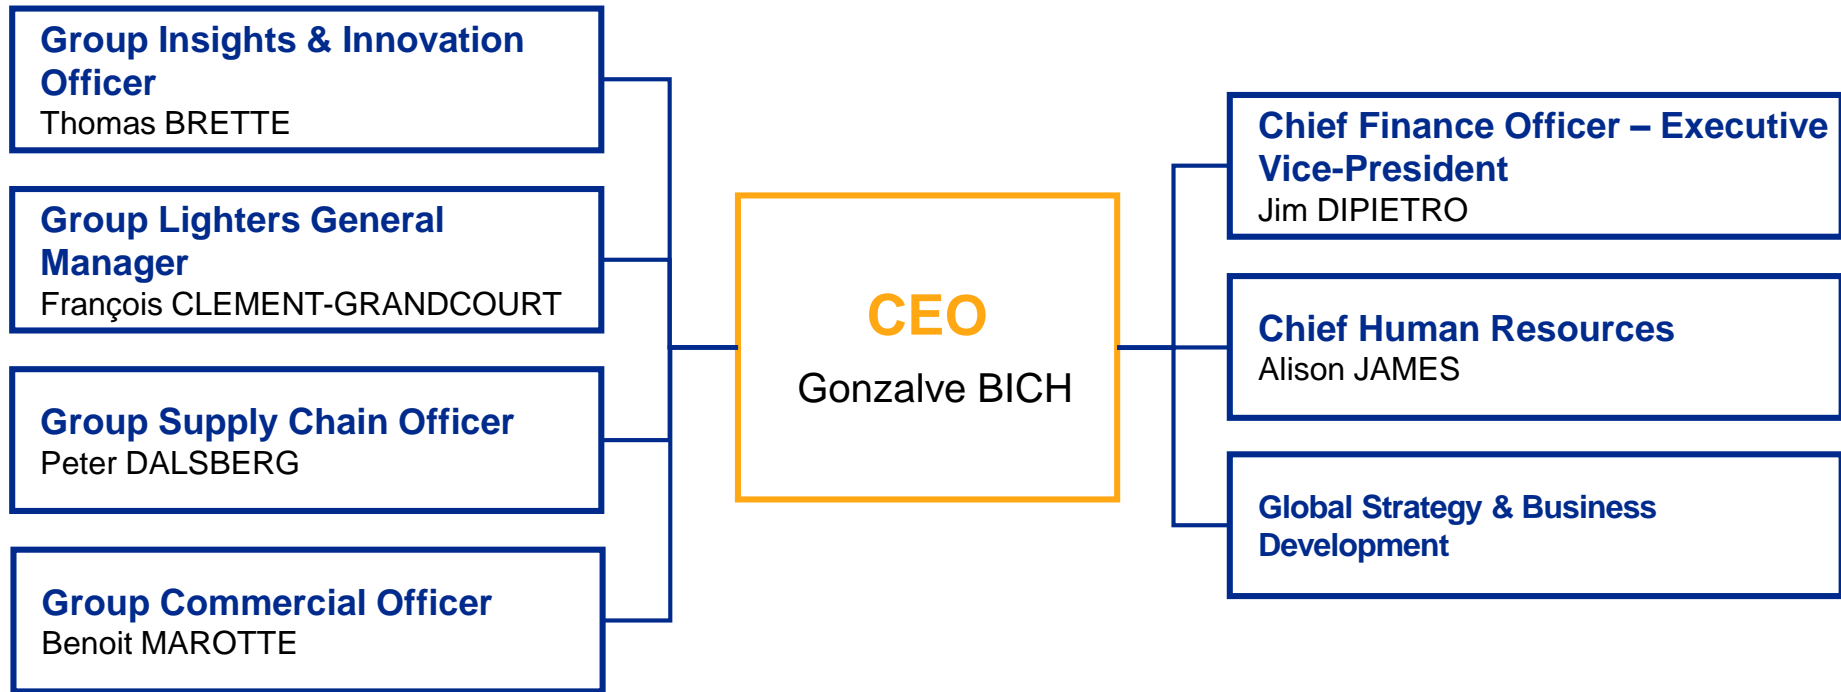 Group Insights & Innovation
Officer
Thomas BRETTE
Group Lighters General
Manager
François CLEMENT-GRANDCOURT
Group Supply Chain Officer
Peter DALSBERG
Group Commercial Officer
Benoit MAROTTE
CEO
Gonzalve BICH
Chief Finance Officer – Executive
Vice-President
Jim DIPIETRO
Chief Human Resources
Alison JAMES
Global Strategy & Business
Development